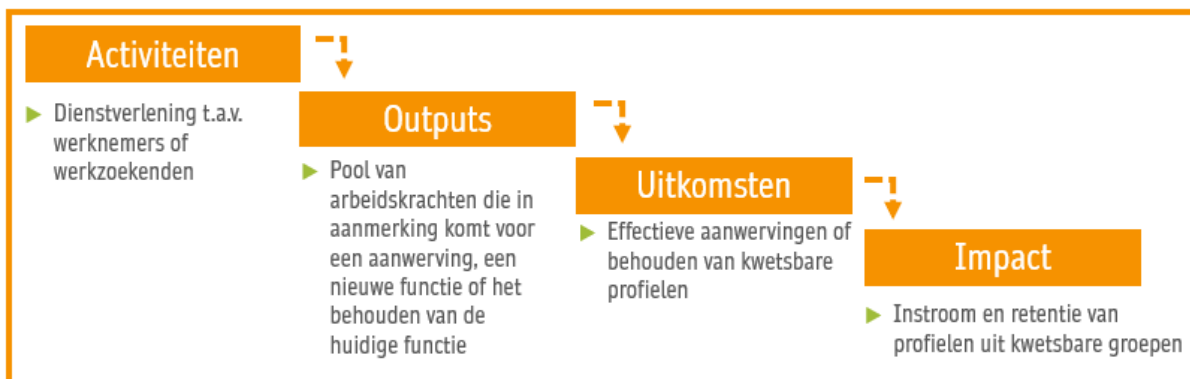 Activiteiten
Dienstverlening t.a.v.
werknemers of
werkzoekenden
Outputs
Pool van
arbeidskrachten die in
aanmerking komt voor
een aanwerving, een
nieuwe functie of het
behouden van de
huidige functie
Uitkomsten
Effectieve aanwervingen of
behouden van kwetsbare
profielen
Impact
Instroom en retentie van
profielen uit kwetsbare groepen